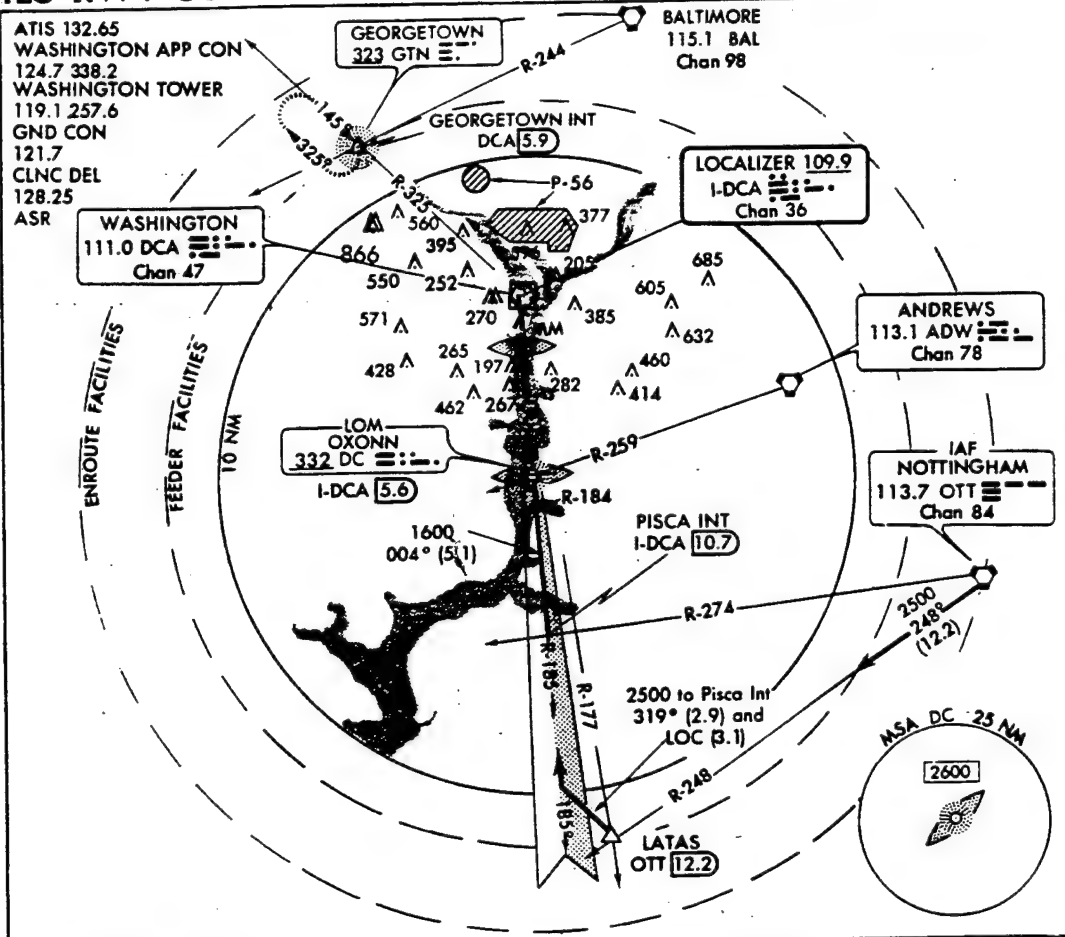 ATIS 132.65
WASHINGTON APP CON
124.7 338.2
WASHINGTON TOWER
119.1 257.6
GND CON
121.7
CLNC DEL
128.25
ASR
GEORGETOWN
323 GTN
BALTIMORE
115.1 BAL
Chan 98
R-244
145°
325°
GEORGETOWN INT
DCA 5.9
R-325
P-56
LOCALIZER 109.9
I-DCA
Chan 36
WASHINGTON
111.0 DCA
Chan 47
560
395
377
866
550
252
205
685
605
270
385
571
MM
632
ANDREWS
113.1 ADW
Chan 78
428
265
197
460
282
414
462
267
ENROUTE FACILITIES
FEEDER FACILITIES
10 NM
LOM
OXONN
332 DC
I-DCA 5.6
R-259
R-184
IAF
NOTTINGHAM
113.7 OTT
Chan 84
1600
004° (5.1)
PISCA INT
I-DCA 10.7
R-274
2500
248°
(12.2)
R-185
R-177
2500 to Pisca Int
319° (2.9) and
LOC (3.1)
R-248
185°
LATAS
OTT 12.2
MSA DC 25 NM
2600